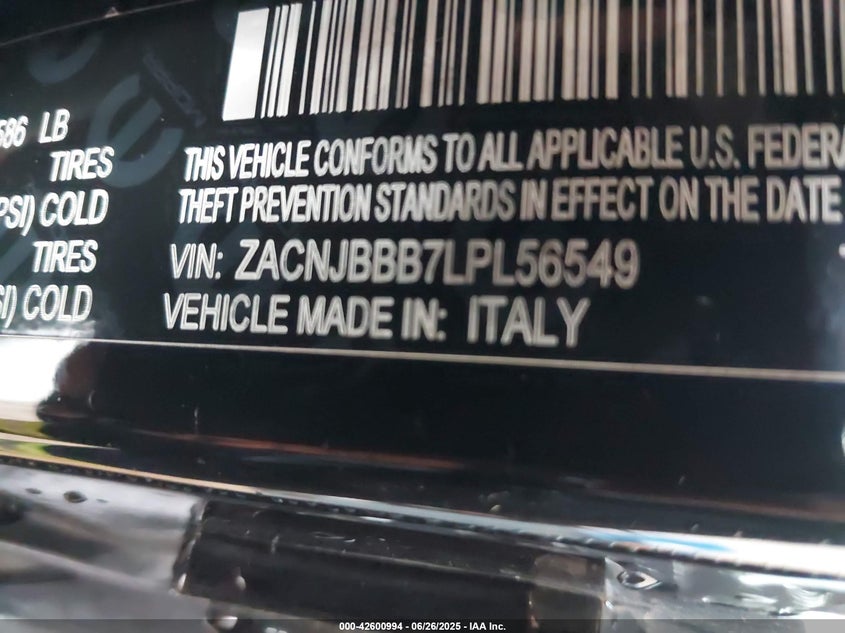 586 LB
TIRES
PSI) COLD
TIRES
SI) COLD
THIS VEHICLE CONFORMS TO ALL APPLICABLE U.S. FEDERA
THEFT PREVENTION STANDARDS IN EFFECT ON THE DATE
VIN: ZACNJBBB7LPL56549
VEHICLE MADE IN: ITALY
000-42600994 - 06/26/2025 - IAA Inc.